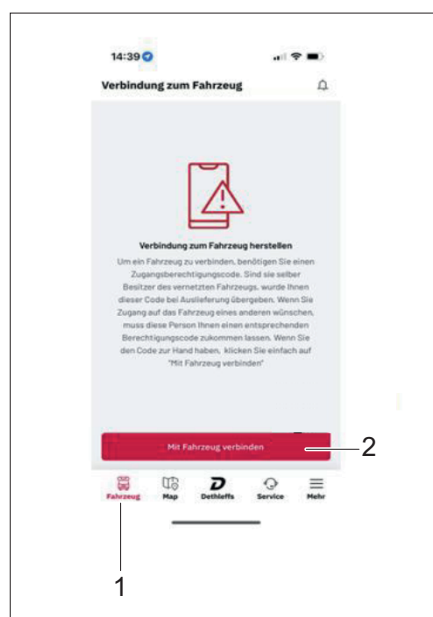 14:39
Verbindung zum Fahrzeug
Verbindung zum Fahrzeug herstellen
Um ein Fahrzeug zu verbinden, benötigen Sie einen
Zugangsberechtigungscode. Sind sie selber
Besitzer des vernetzten Fahrzeugs, wurde Ihnen
dieser Code bei Auslieferung übergeben. Wenn Sie
Zugang auf das Fahrzeug eines anderen wünschen,
muss diese Person Ihnen einen entsprechenden
Berechtigungscode zukommen lassen. Wenn Sie
den Code zur Hand haben, klicken Sie einfach auf
"Mit Fahrzeug verbinden"
Mit Fahrzeug verbinden
2
Fahrzeug Map Dethleffs Service Mehr
1